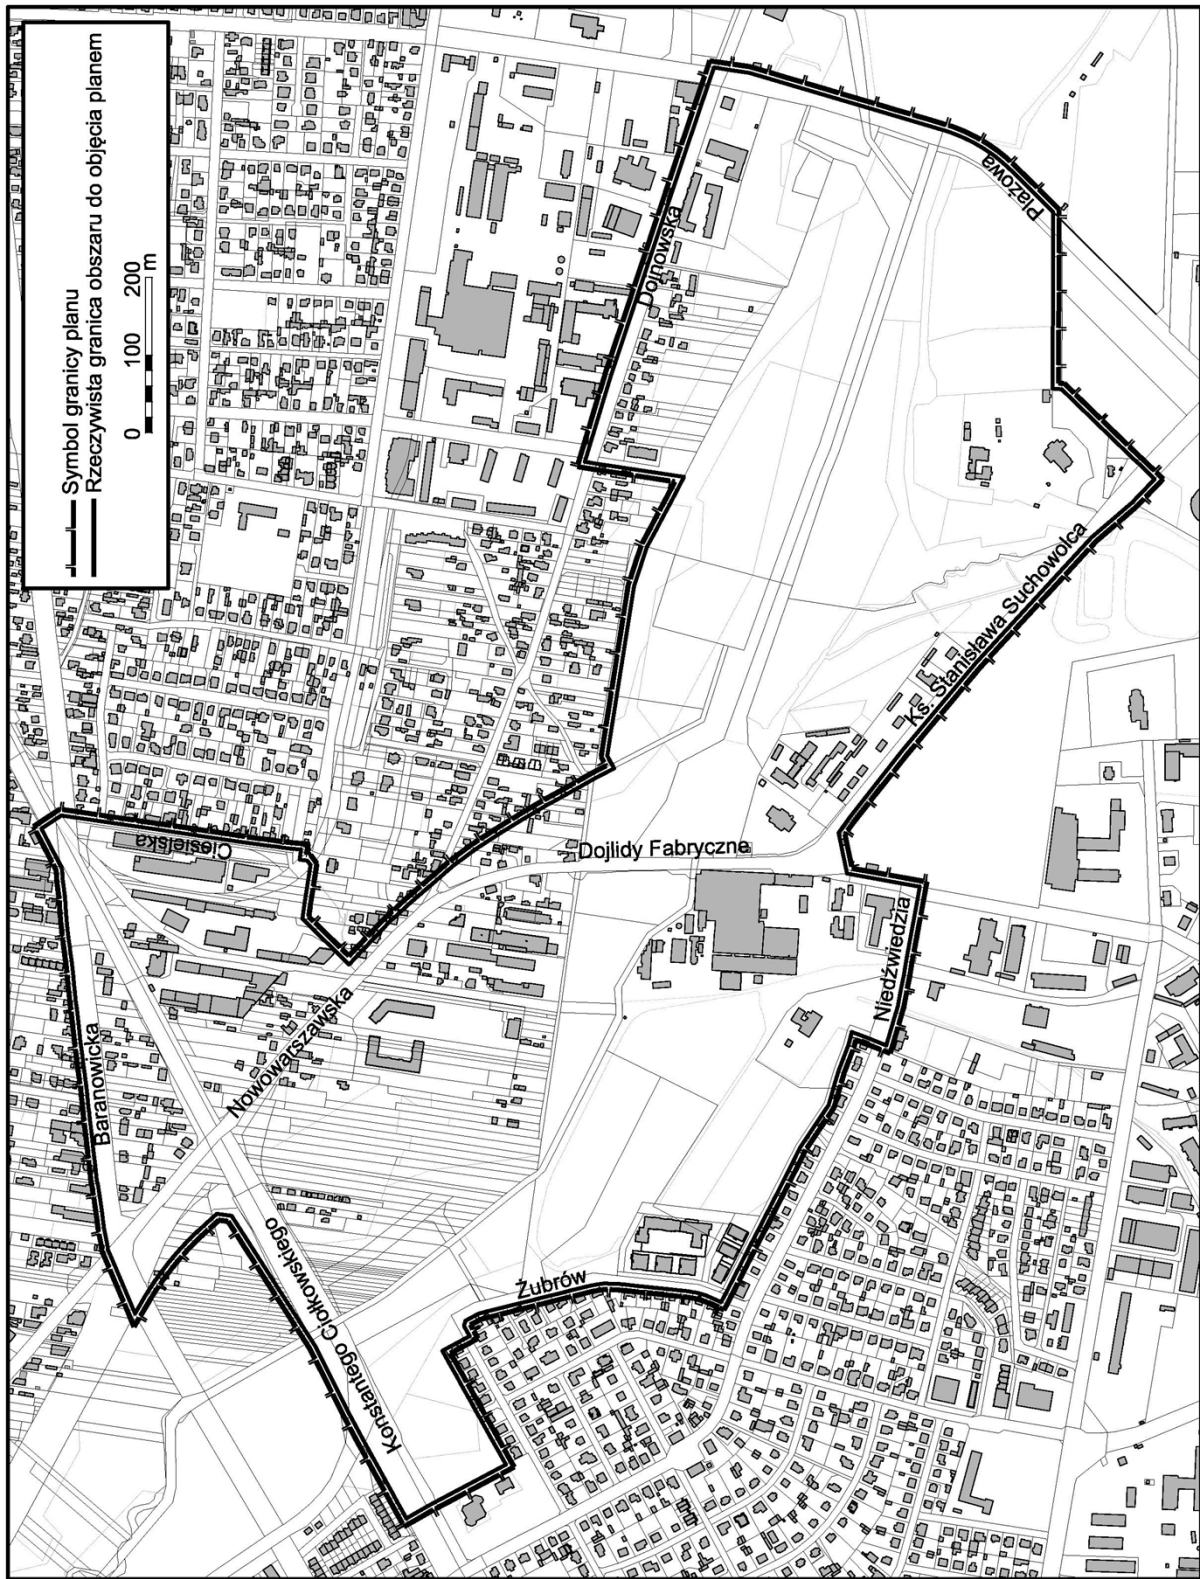 Symbol granicy planu
Rzeczywista granica obszaru do objęcia planem
0 100 200
m
Baranowicka
Ciesielska
Nowowarszawska
Konstantego Ciołkowskiego
Żubrów
Dojlidy Fabryczne
Niedźwiedzia
Ks. Stanisława Suchowolca
Dojnowska
Plażowa